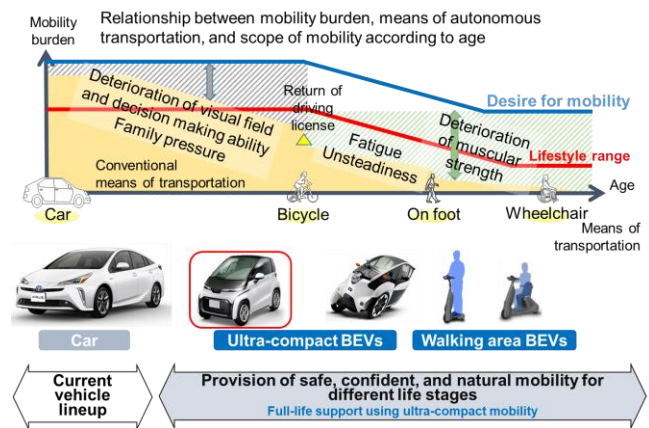 Relationship between mobility burden, means of autonomous
transportation, and scope of mobility according to age
Mobility
burden
Deterioration of visual field
and decision making ability
Family pressure
Return of
driving
license
Desire for mobility
Deterioration
of muscular
strength
Fatigue
Unsteadiness
Lifestyle range
Conventional
means of transportation
Age
Car
Bicycle
On foot
Wheelchair
Means of
transportation
Car
Ultra-compact BEVs
Walking area BEVs
Current
vehicle
lineup
Provision of safe, confident, and natural mobility for
different life stages
Full-life support using ultra-compact mobility